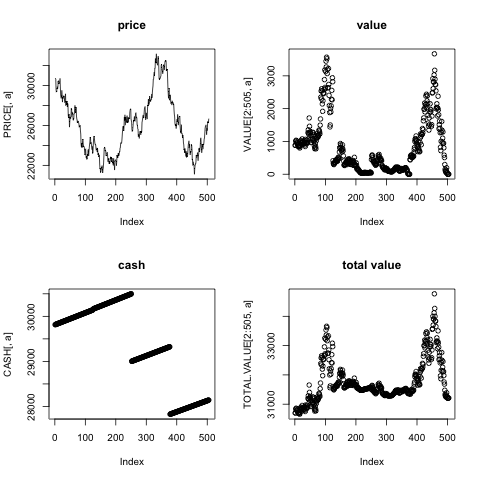 price
PRICE[, a]
22000 26000 30000
0 100 200 300 400 500
Index
value
VALUE[2:505, a]
0 1000 2000 3000
0 100 200 300 400 500
Index
cash
CASH[, a]
28000 29000 30000
0 100 200 300 400 500
Index
total value
TOTAL.VALUE[2:505, a]
31000 33000
0 100 200 300 400 500
Index